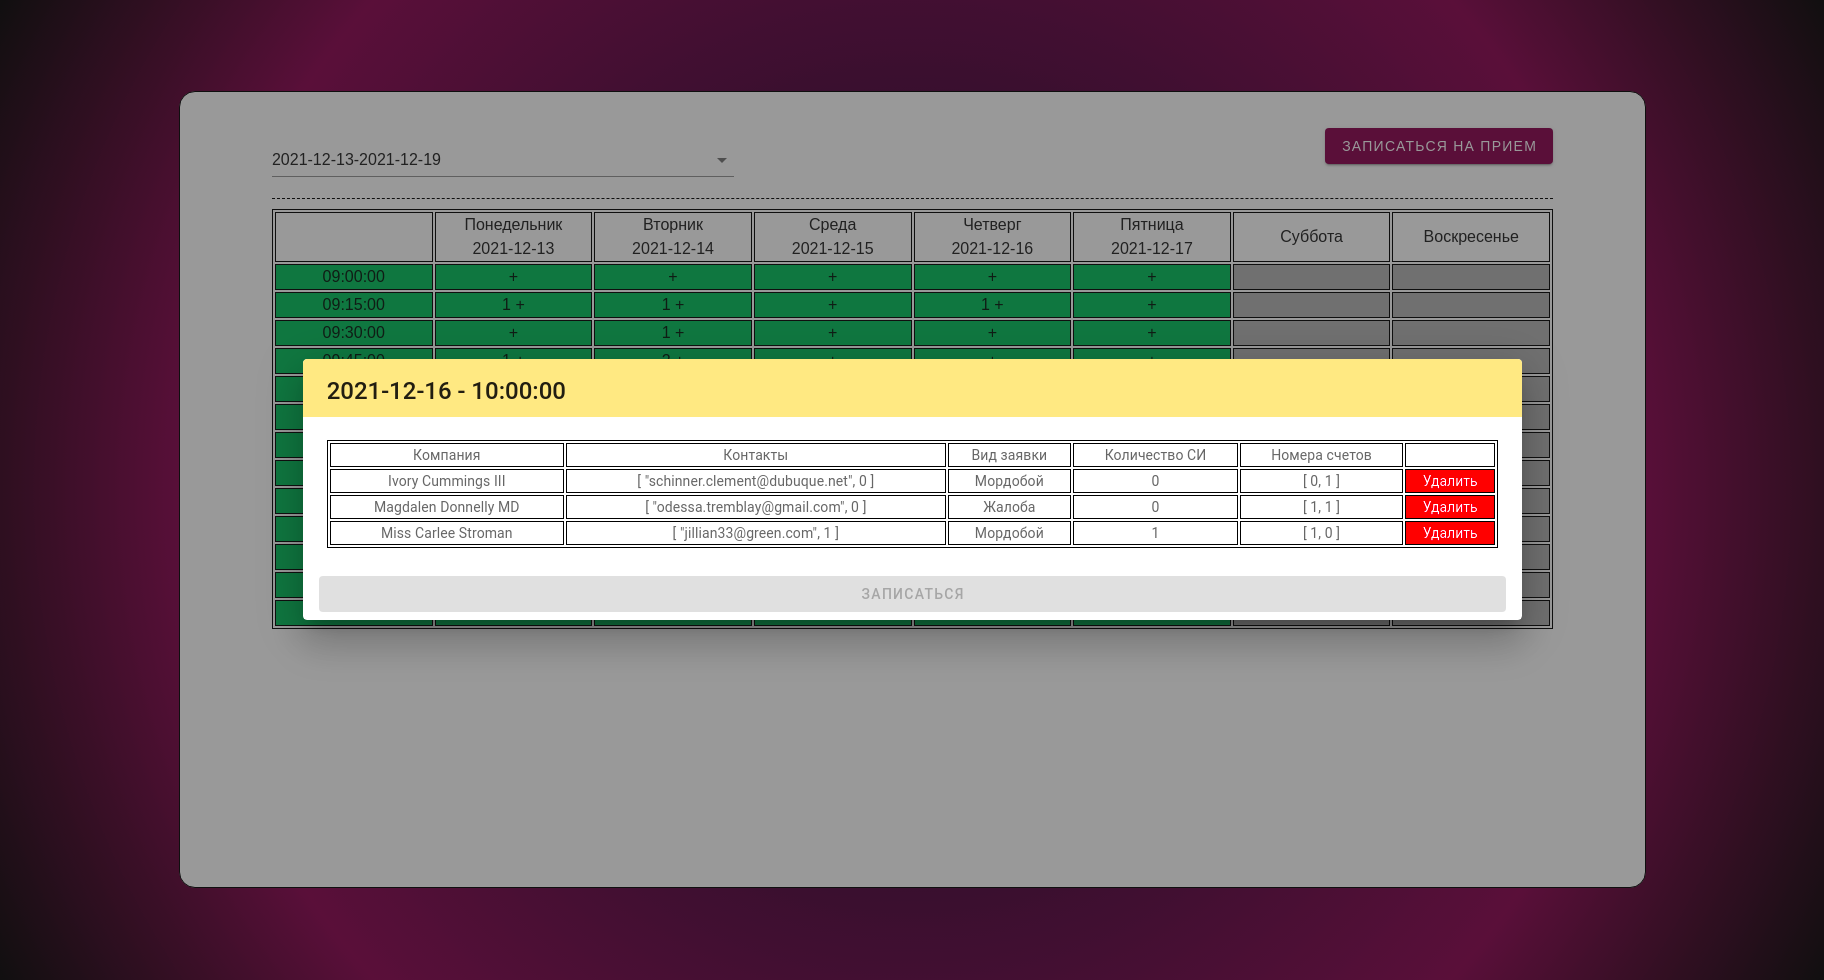 2021-12-13-2021-12-19
ЗАПИСАТЬСЯ НА ПРИЕМ
Понедельник Вторник Среда Четверг Пятница Суббота Воскресенье
2021-12-13 2021-12-14 2021-12-15 2021-12-16 2021-12-17
09:00:00 + + + + +
09:15:00 1 + 1 + + 1 + +
09:30:00 + 1 + + + +
2021-12-16 - 10:00:00
Компания Контакты Вид заявки Количество СИ Номера счетов
Ivory Cummings III [ "schinner.clement@dubuque.net", 0 ] Мордобой 0 [ 0, 1 ] Удалить
Magdalen Donnelly MD [ "odessa.tremblay@gmail.com", 0 ] Жалоба 0 [ 1, 1 ] Удалить
Miss Carlee Stroman [ "jillian33@green.com", 1 ] Мордобой 1 [ 1, 0 ] Удалить
ЗАПИСАТЬСЯ